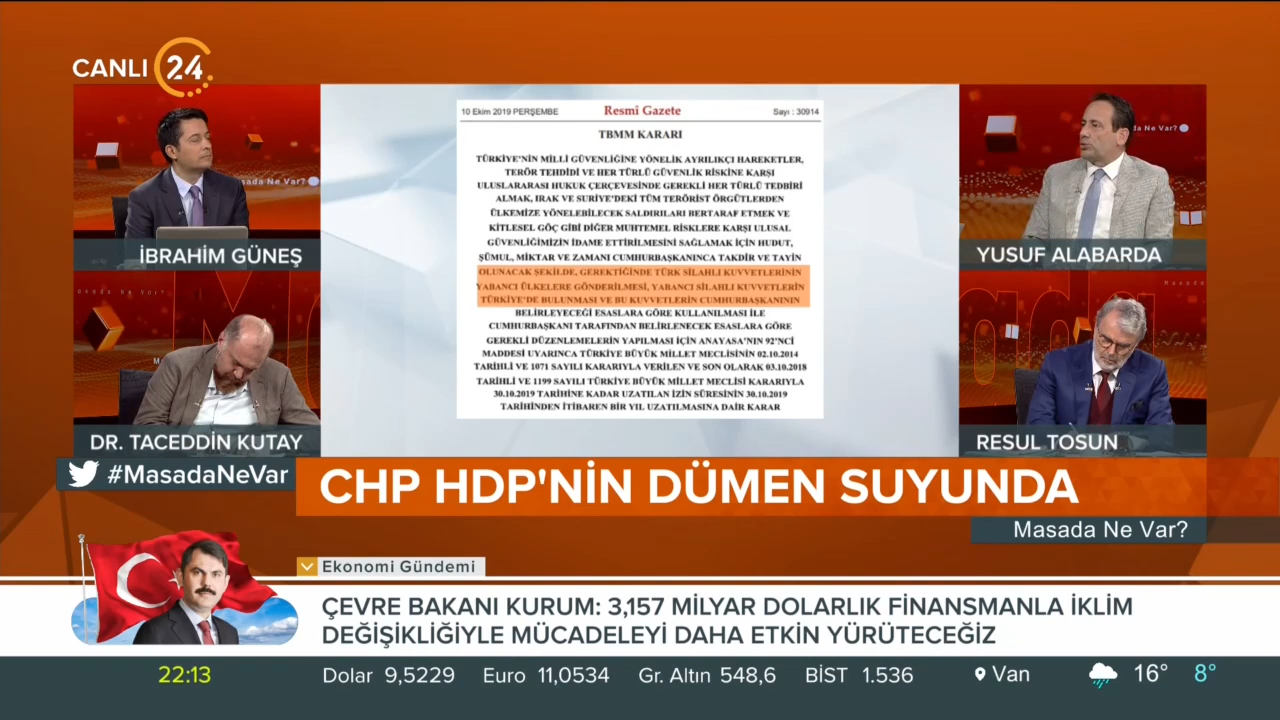 CANLI 24
Masada Ne Var?
İBRAHİM GÜNEŞ
DR. TACEDDİN KUTAY
10 Ekim 2019 PERŞEMBE Resmî Gazete Sayı : 30914
TBMM KARARI
TÜRKİYE'NİN MİLLİ GÜVENLİĞİNE YÖNELİK AYRILIKÇI HAREKETLER,
TERÖR TEHDİDİ VE HER TÜRLÜ GÜVENLİK RİSKİNE KARŞI
ULUSLARARASI HUKUK ÇERÇEVESİNDE GEREKLİ HER TÜRLÜ TEDBİRİ
ALMAK, IRAK VE SURİYE'DEKİ TÜM TERÖRİST ÖRGÜTLERDEN
ÜLKEMİZE YÖNELEBİLECEK SALDIRILARI BERTARAF ETMEK VE
KİTLESEL GÖÇ GİBİ DİĞER MUHTEMEL RİSKLERE KARŞI ULUSAL
GÜVENLİĞİMİZİN İDAME ETTİRİLMESİNİ SAĞLAMAK İÇİN HUDUT,
ŞÜMUL, MİKTAR VE ZAMANI CUMHURBAŞKANINCA TAKDİR VE TAYİN
OLUNACAK ŞEKİLDE, GEREKTİĞİNDE TÜRK SİLAHLI KUVVETLERİNİN
YABANCI ÜLKELERE GÖNDERİLMESİ, YABANCI SİLAHLI KUVVETLERİN
TÜRKİYE'DE BULUNMASI VE BU KUVVETLERİN CUMHURBAŞKANININ
BELİRLEYECEĞİ ESASLARA GÖRE KULLANILMASI İLE
CUMHURBAŞKANI TARAFINDAN BELİRLENECEK ESASLARA GÖRE
GEREKLİ DÜZENLEMELERİN YAPILMASI İÇİN ANAYASA'NIN 92'NCİ
MADDESİ UYARINCA TÜRKİYE BÜYÜK MİLLET MECLİSİNİN 02.10.2014
TARİHLİ VE 1071 SAYILI KARARIYLA VERİLEN VE SON OLARAK 03.10.2018
TARİHLİ VE 1199 SAYILI TÜRKİYE BÜYÜK MİLLET MECLİSİ KARARIYLA
30.10.2019 TARİHİNE KADAR UZATILAN İZİN SÜRESİNİN 30.10.2019
TARİHİNDEN İTİBAREN BİR YIL UZATILMASINA DAİR KARAR
Ne Var?
YUSUF ALABARDA
RESUL TOSUN
#MasadaNeVar
CHP HDP'NİN DÜMEN SUYUNDA
Masada Ne Var?
Ekonomi Gündemi
ÇEVRE BAKANI KURUM: 3,157 MİLYAR DOLARLIK FİNANSMANLA İKLİM
DEĞİŞİKLİĞİYLE MÜCADELEYİ DAHA ETKİN YÜRÜTECEĞİZ
22:13 Dolar 9,5229 Euro 11,0534 Gr. Altın 548,6 BİST 1.536 Van 16° 8°